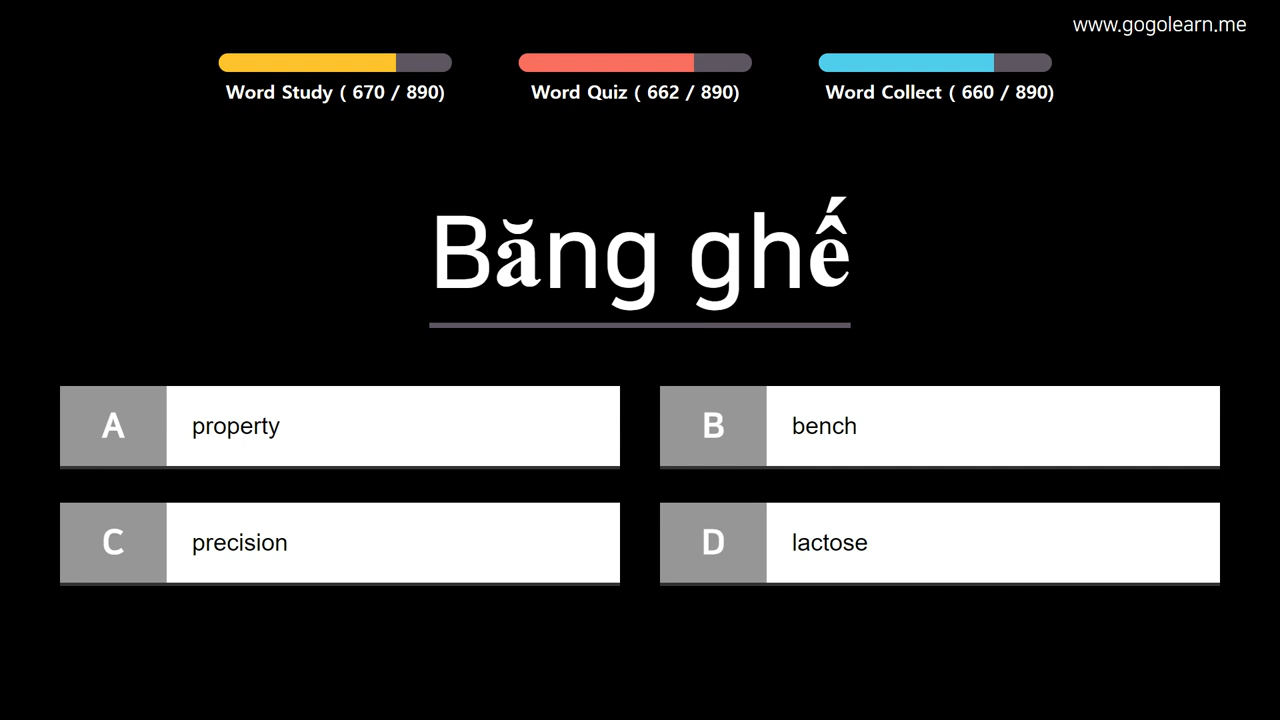 www.gogolearn.me
Word Study ( 670 / 890)
Word Quiz ( 662 / 890)
Word Collect ( 660 / 890)
Băng ghế
A property
B bench
C precision
D lactose